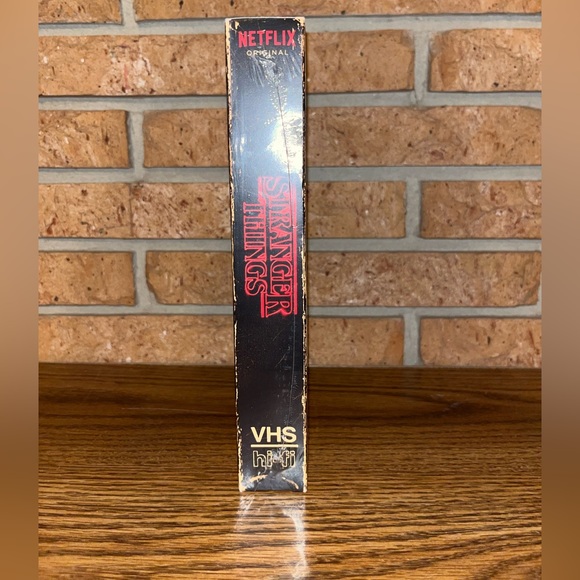 NETFLIX
ORIGINAL
STRANGER
THINGS
VHS
hi-fi